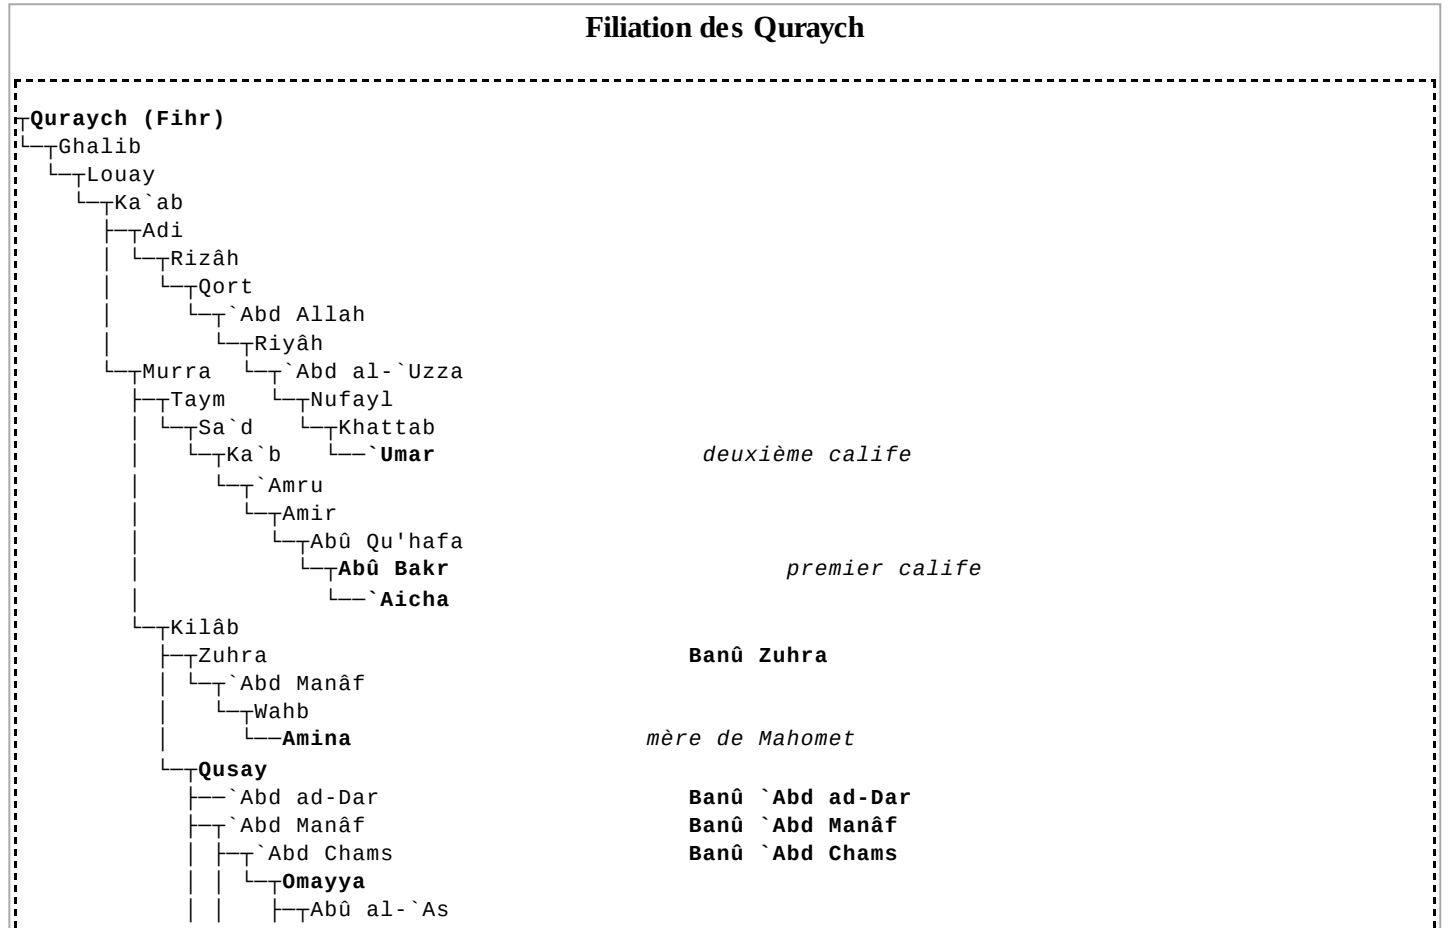 Filiation des Quraych
┬Quraych (Fihr)
└─┬Ghalib
  └─┬Louay
    └─┬Ka`ab
      ├─┬Adi
      │ └─┬Rizâh
      │   └─┬Qort
      │     └─┬`Abd Allah
      │       └─┬Riyâh
      └─┬Murra  └─┬`Abd al-`Uzza
        ├─┬Taym   └─┬Nufayl
        │ └─┬Sa`d   └─┬Khattab
        │   └─┬Ka`b   └──`Umar                   deuxième calife
        │     └─┬`Amru
        │       └─┬Amir
        │         └─┬Abû Qu'hafa
        │           └─┬Abû Bakr                        premier calife
        │             └──`Aicha
        └─┬Kilâb
          ├─┬Zuhra                              Banû Zuhra
          │ └─┬`Abd Manâf
          │   └─┬Wahb
          │     └──Amina                     mère de Mahomet
          └─┬Qusay
            ├──`Abd ad-Dar                      Banû `Abd ad-Dar
            ├─┬`Abd Manâf                       Banû `Abd Manâf
            │ ├─┬`Abd Chams                     Banû `Abd Chams
            │ │ └─┬Omayya
            │ │   ├─┬Abû al-`As